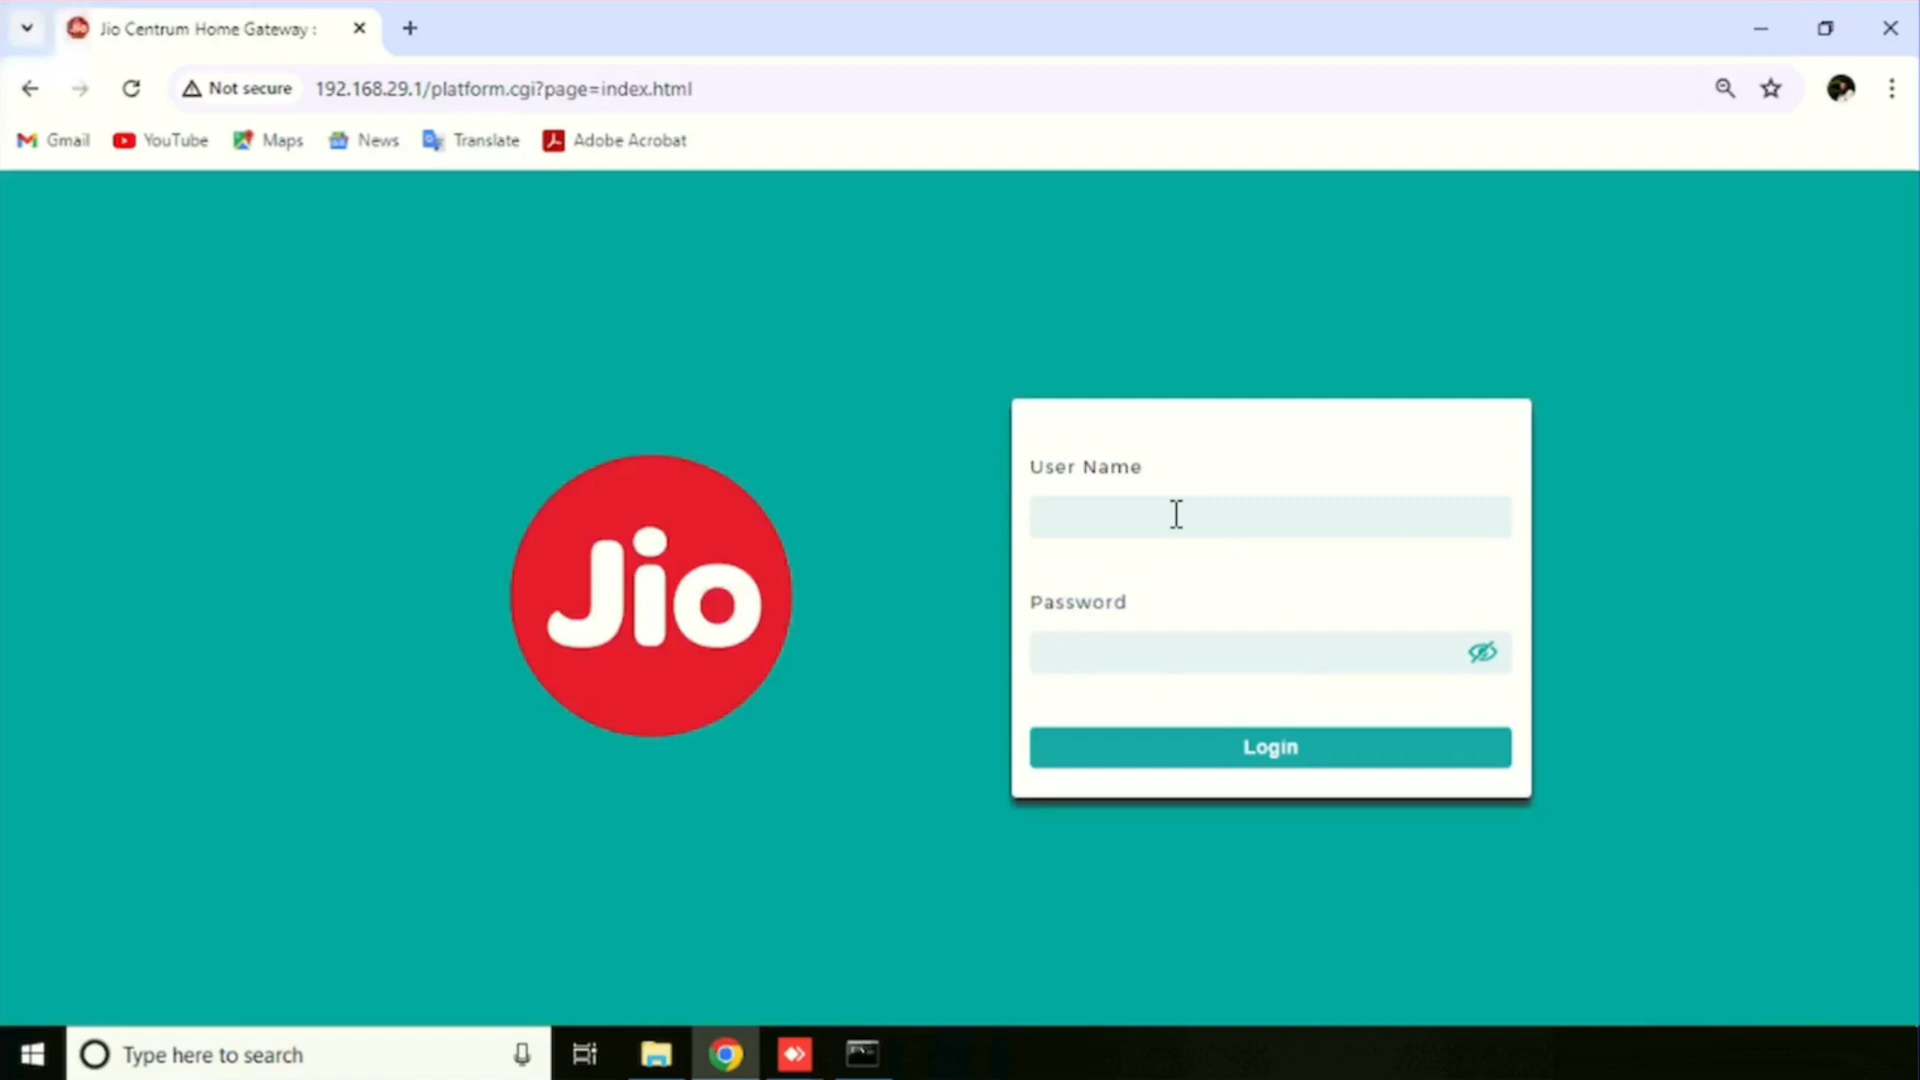 Jio Centrum Home Gateway :
Not secure
192.168.29.1/platform.cgi?page=index.html
Gmail
YouTube
Maps
News
Translate
Adobe Acrobat
User Name
Jio
Password
Login
Type here to search